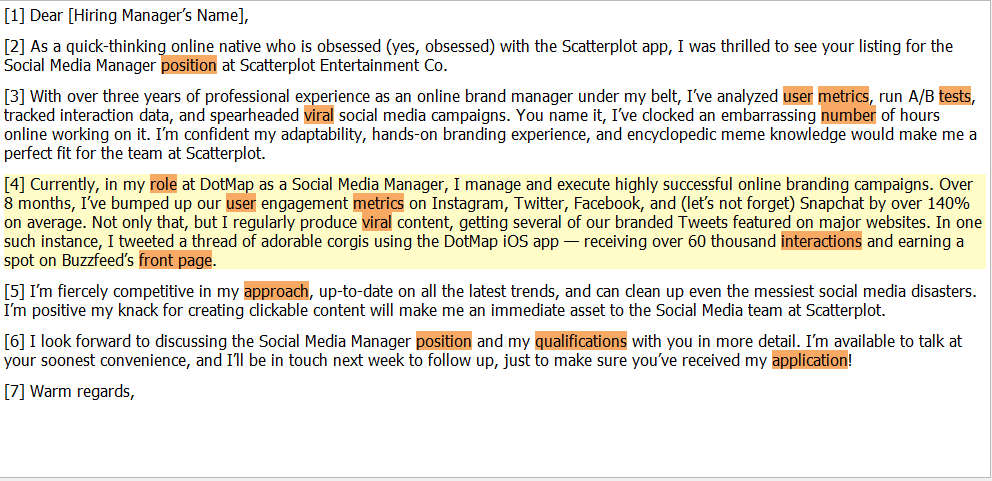 [1] Dear [Hiring Manager’s Name],
[2] As a quick-thinking online native who is obsessed (yes, obsessed) with the Scatterplot app, I was thrilled to see your listing for the
Social Media Manager position at Scatterplot Entertainment Co.
[3] With over three years of professional experience as an online brand manager under my belt, I’ve analyzed user metrics, run A/B tests,
tracked interaction data, and spearheaded viral social media campaigns. You name it, I’ve clocked an embarrassing number of hours
online working on it. I’m confident my adaptability, hands-on branding experience, and encyclopedic meme knowledge would make me a
perfect fit for the team at Scatterplot.
[4] Currently, in my role at DotMap as a Social Media Manager, I manage and execute highly successful online branding campaigns. Over
8 months, I’ve bumped up our user engagement metrics on Instagram, Twitter, Facebook, and (let’s not forget) Snapchat by over 140%
on average. Not only that, but I regularly produce viral content, getting several of our branded Tweets featured on major websites. In one
such instance, I tweeted a thread of adorable corgis using the DotMap iOS app — receiving over 60 thousand interactions and earning a
spot on Buzzfeed’s front page.
[5] I’m fiercely competitive in my approach, up-to-date on all the latest trends, and can clean up even the messiest social media disasters.
I’m positive my knack for creating clickable content will make me an immediate asset to the Social Media team at Scatterplot.
[6] I look forward to discussing the Social Media Manager position and my qualifications with you in more detail. I’m available to talk at
your soonest convenience, and I’ll be in touch next week to follow up, just to make sure you’ve received my application!
[7] Warm regards,